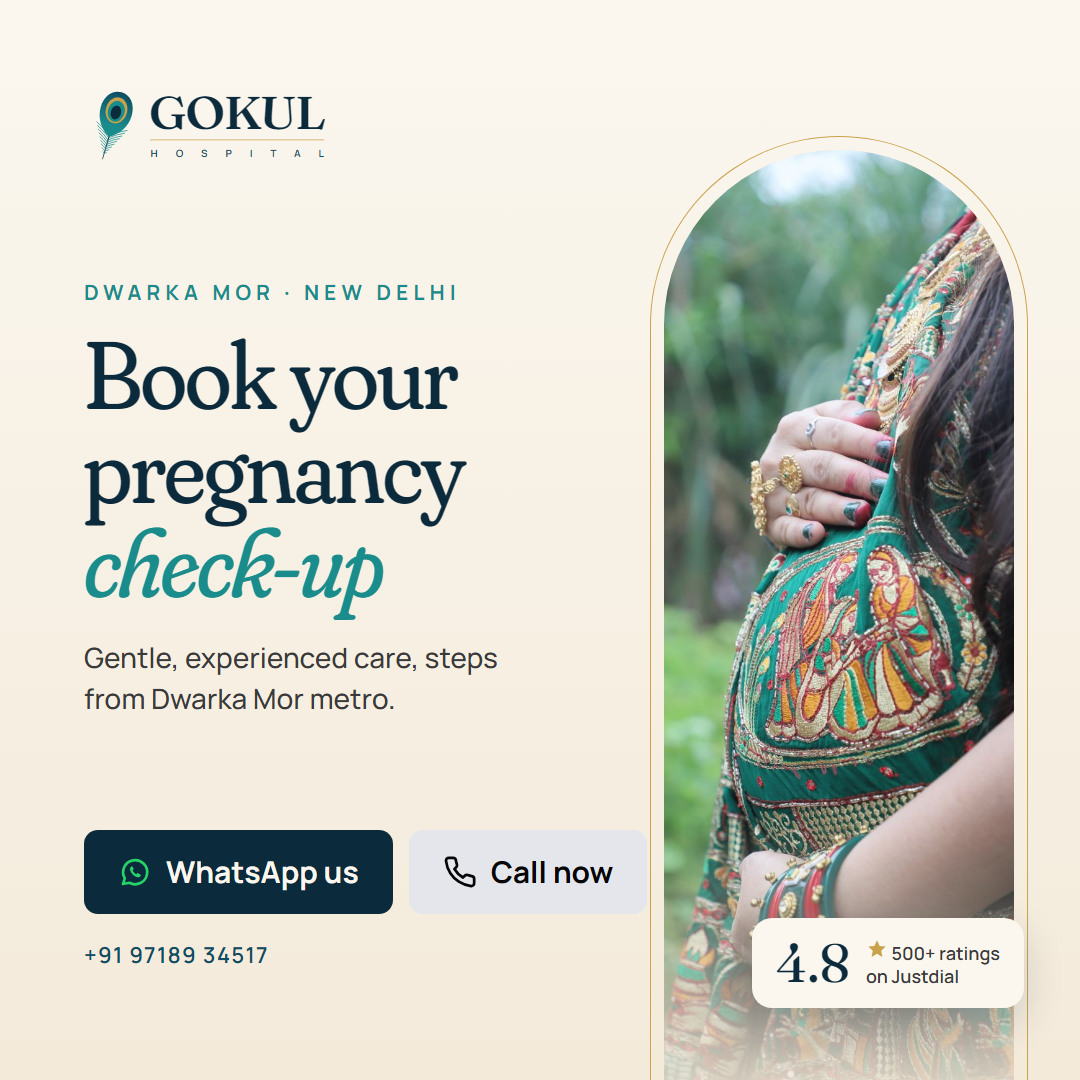 GOKUL
HOSPITAL
DWARKA MOR · NEW DELHI
Book your
pregnancy
check-up
Gentle, experienced care, steps
from Dwarka Mor metro.
WhatsApp us
Call now
+91 97189 34517
4.8
★ 500+ ratings
on Justdial